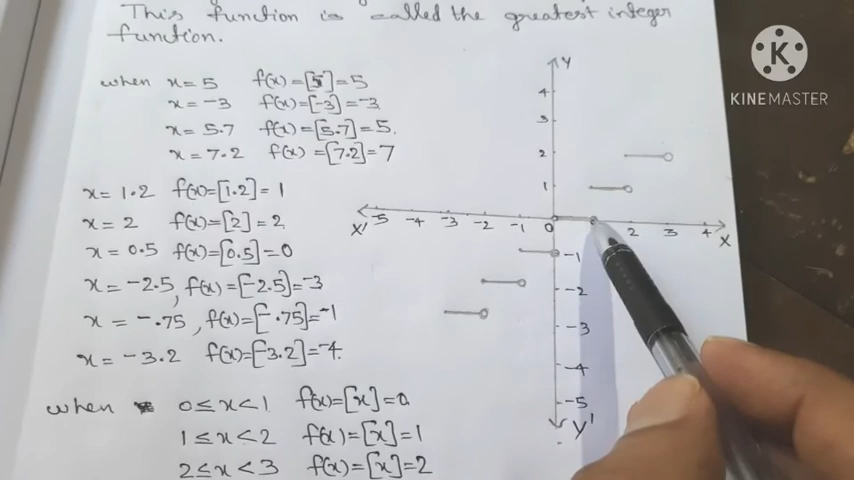 This function is called the greatest integer
function.
when x = 5 f(x) = [5] = 5
x = -3 f(x) = [-3] = -3
x = 5.7 f(x) = [5.7] = 5
x = 7.2 f(x) = [7.2] = 7
x = 1.2 f(x) = [1.2] = 1
x = 2 f(x) = [2] = 2
x = 0.5 f(x) = [0.5] = 0
x = -2.5, f(x) = [-2.5] = -3
x = -.75, f(x) = [-.75] = -1
x = -3.2 f(x) = [-3.2] = -4
when 0 ≤ x < 1 f(x) = [x] = 0
1 ≤ x < 2 f(x) = [x] = 1
2 ≤ x < 3 f(x) = [x] = 2
Y
4
3
2
1
X' -5 -4 -3 -2 -1 0 2 3 4 X
-1
-2
-3
-4
-5
Y'
KINEMASTER